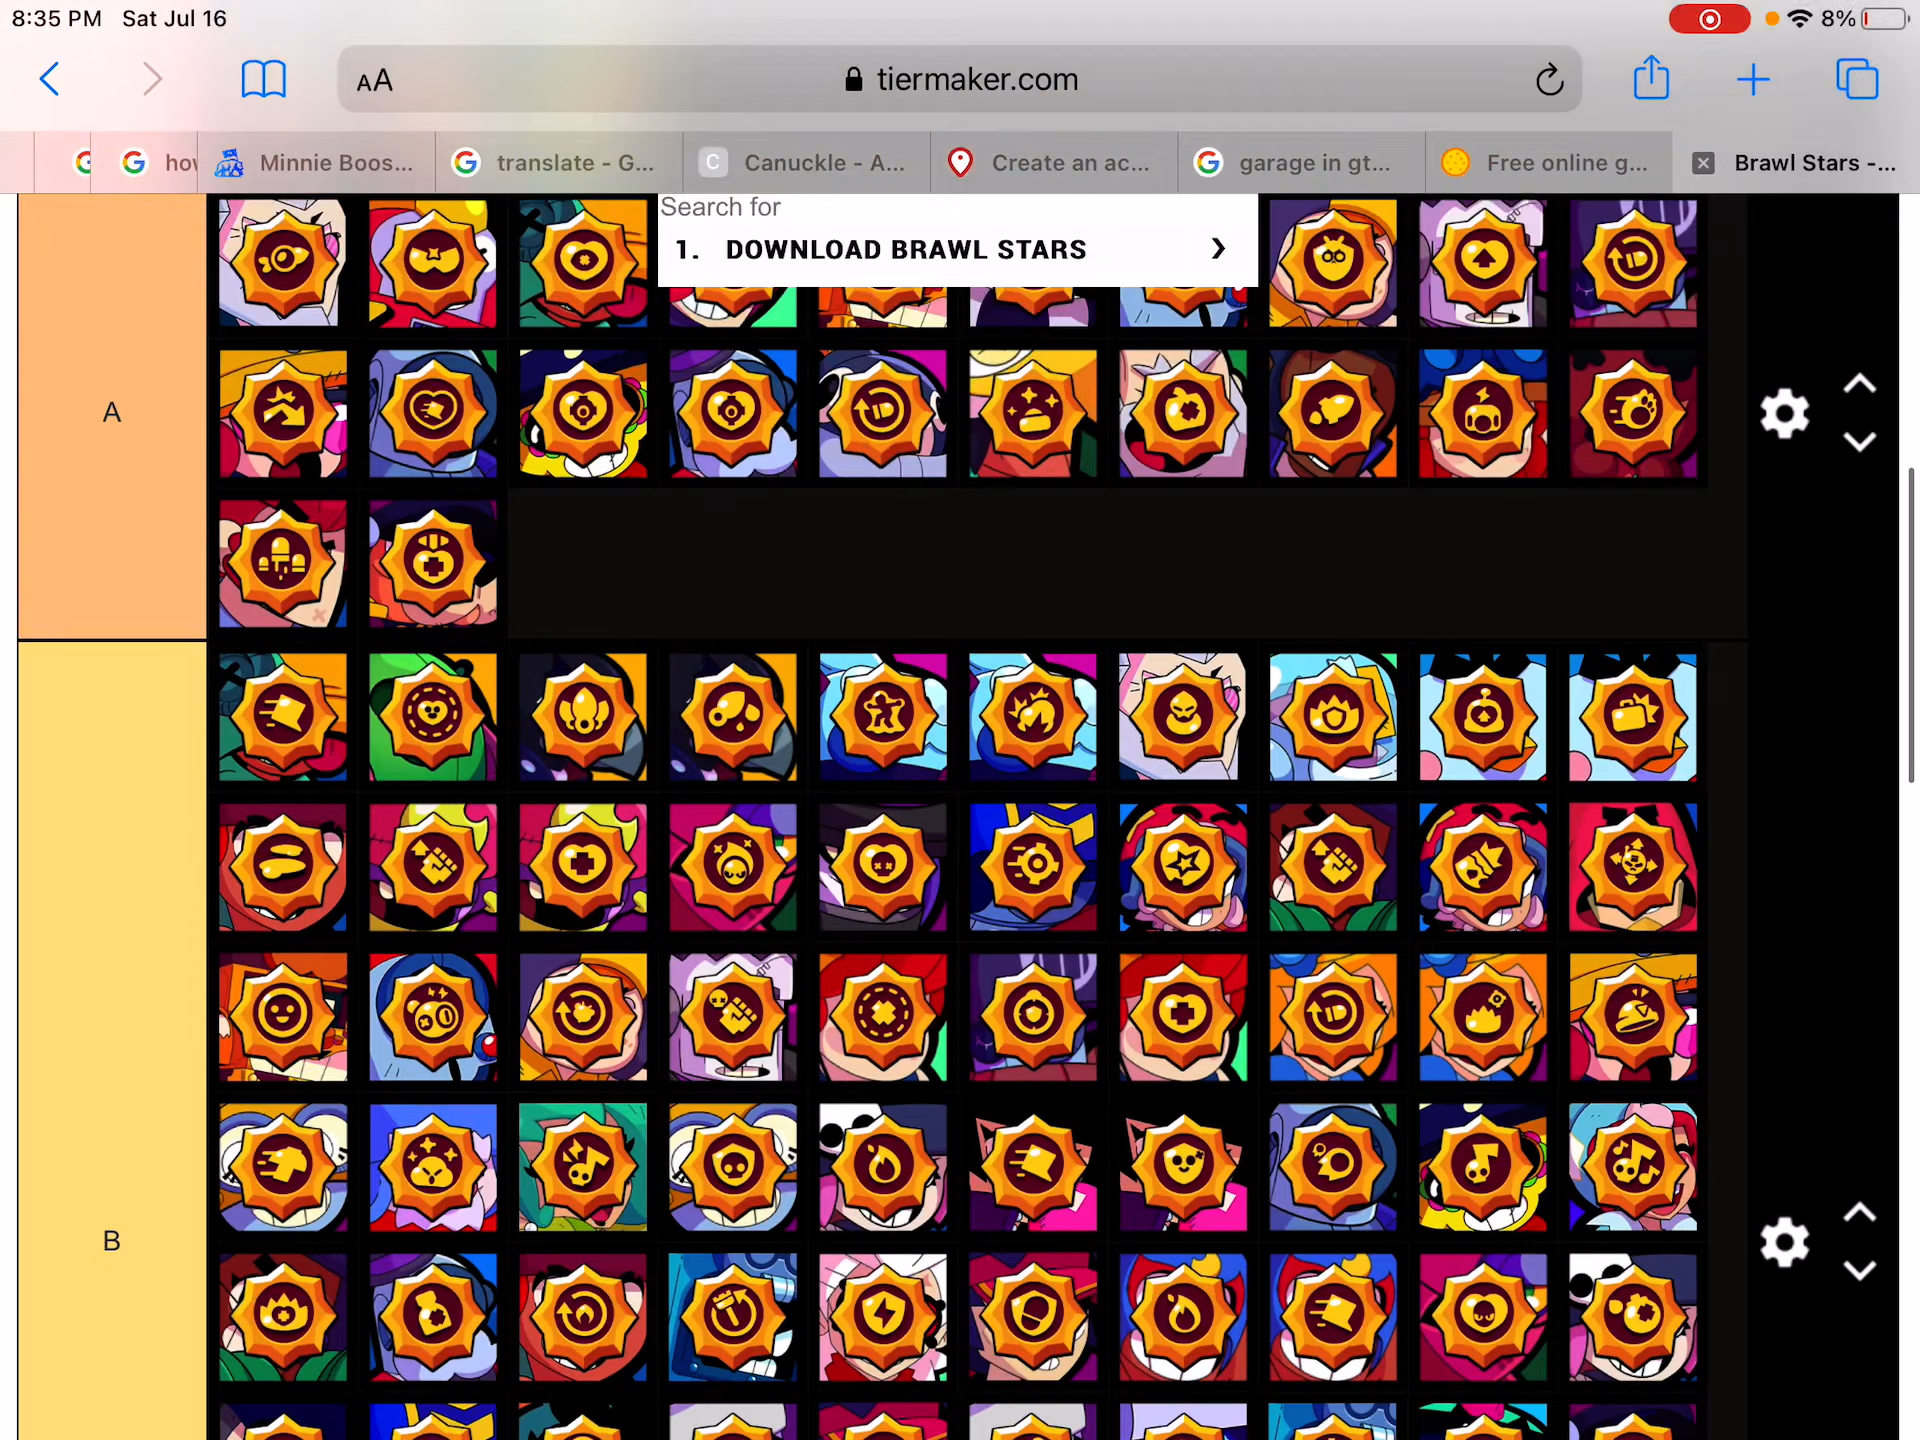 8:35 PM Sat Jul 16
8%
AA
tiermaker.com
hov
Minnie Boos...
translate - G...
C
Canuckle - A...
Create an ac...
garage in gt...
Free online g...
Brawl Stars -...
Search for
1. DOWNLOAD BRAWL STARS
A
B